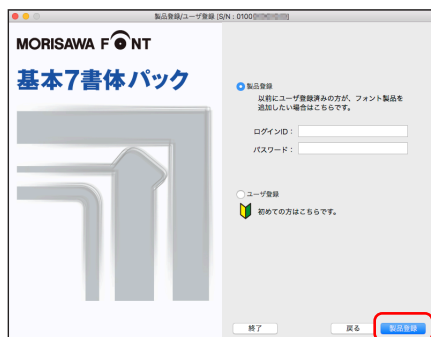 製品登録/ユーザ登録 [S/N : 0100
MORISAWA FONT
基本7書体パック
製品登録
以前にユーザ登録済みの方が、フォント製品を
追加したい場合はこちらです。
ログインID：
パスワード：
ユーザ登録
初めての方はこちらです。
終了
戻る
製品登録